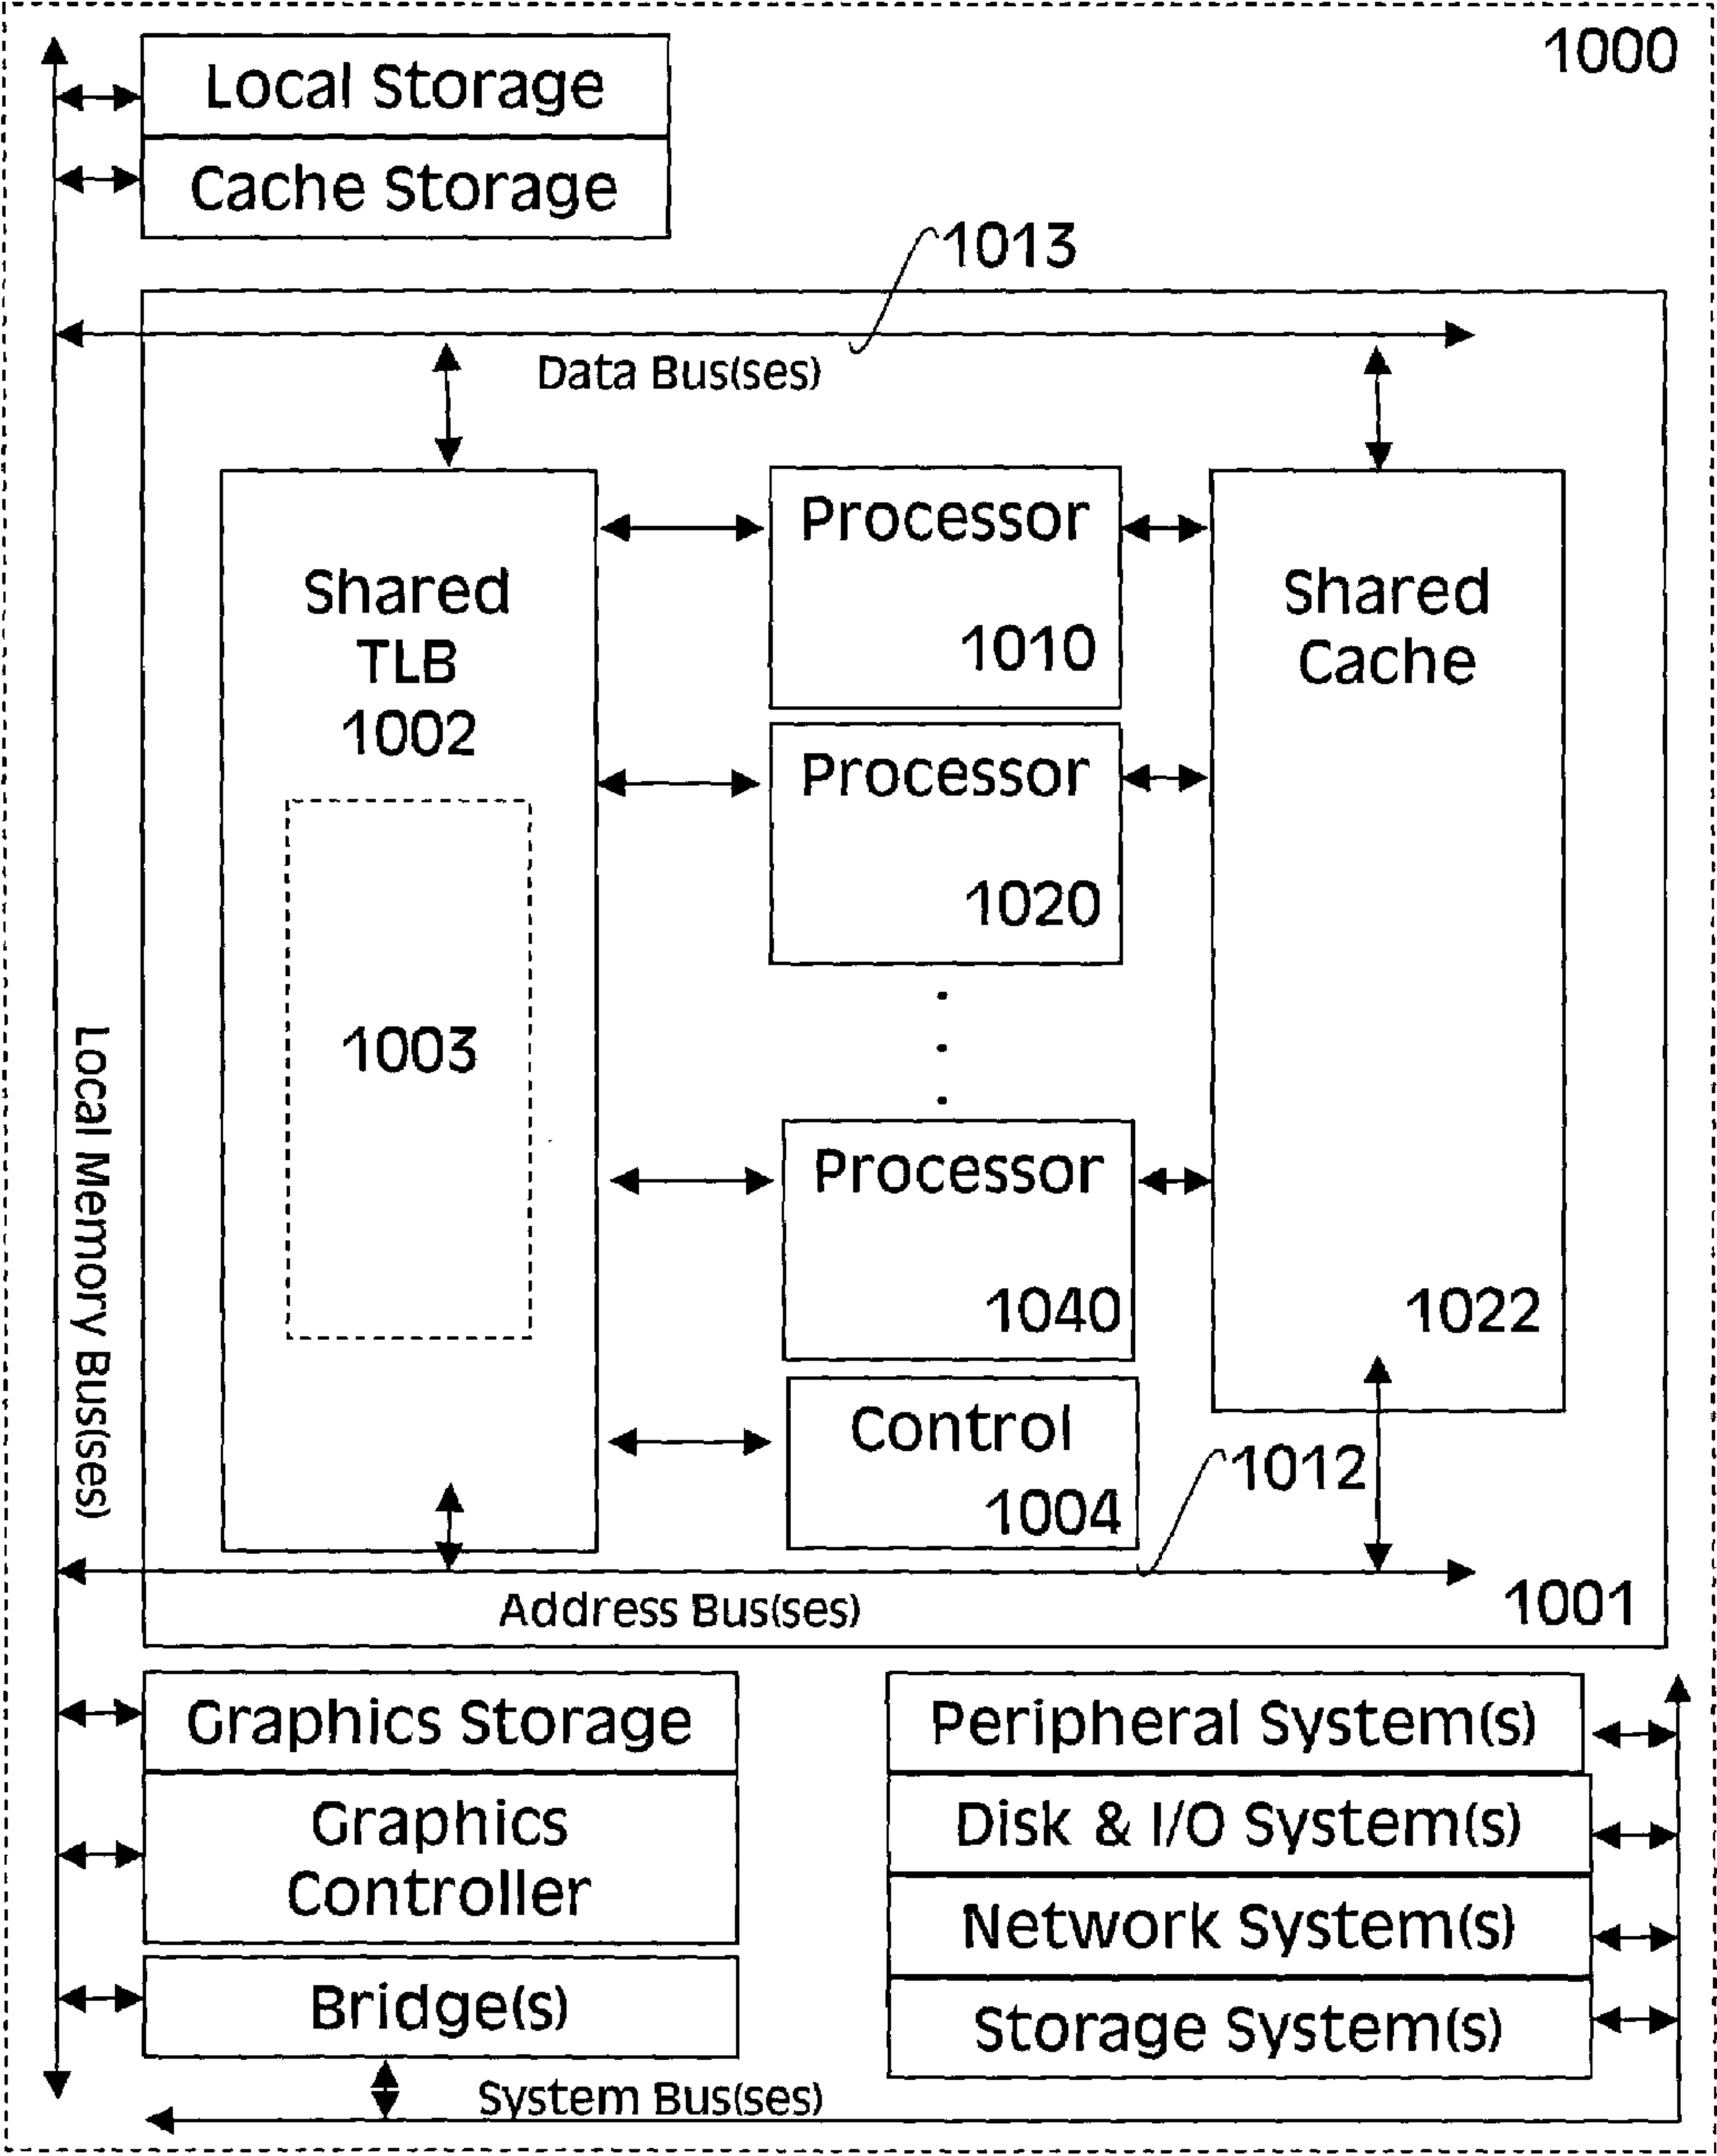 1000
Local Storage
Cache Storage
1013
Data Bus(ses)
Shared
TLB
1002
1003
Processor
1010
Processor
1020
.
.
.
Processor
1040
Control
1004
Shared
Cache
1022
1012
Address Bus(ses)
1001
Local Memory Bus(ses)
Graphics Storage
Graphics
Controller
Bridge(s)
Peripheral System(s)
Disk & I/O System(s)
Network System(s)
Storage System(s)
System Bus(ses)